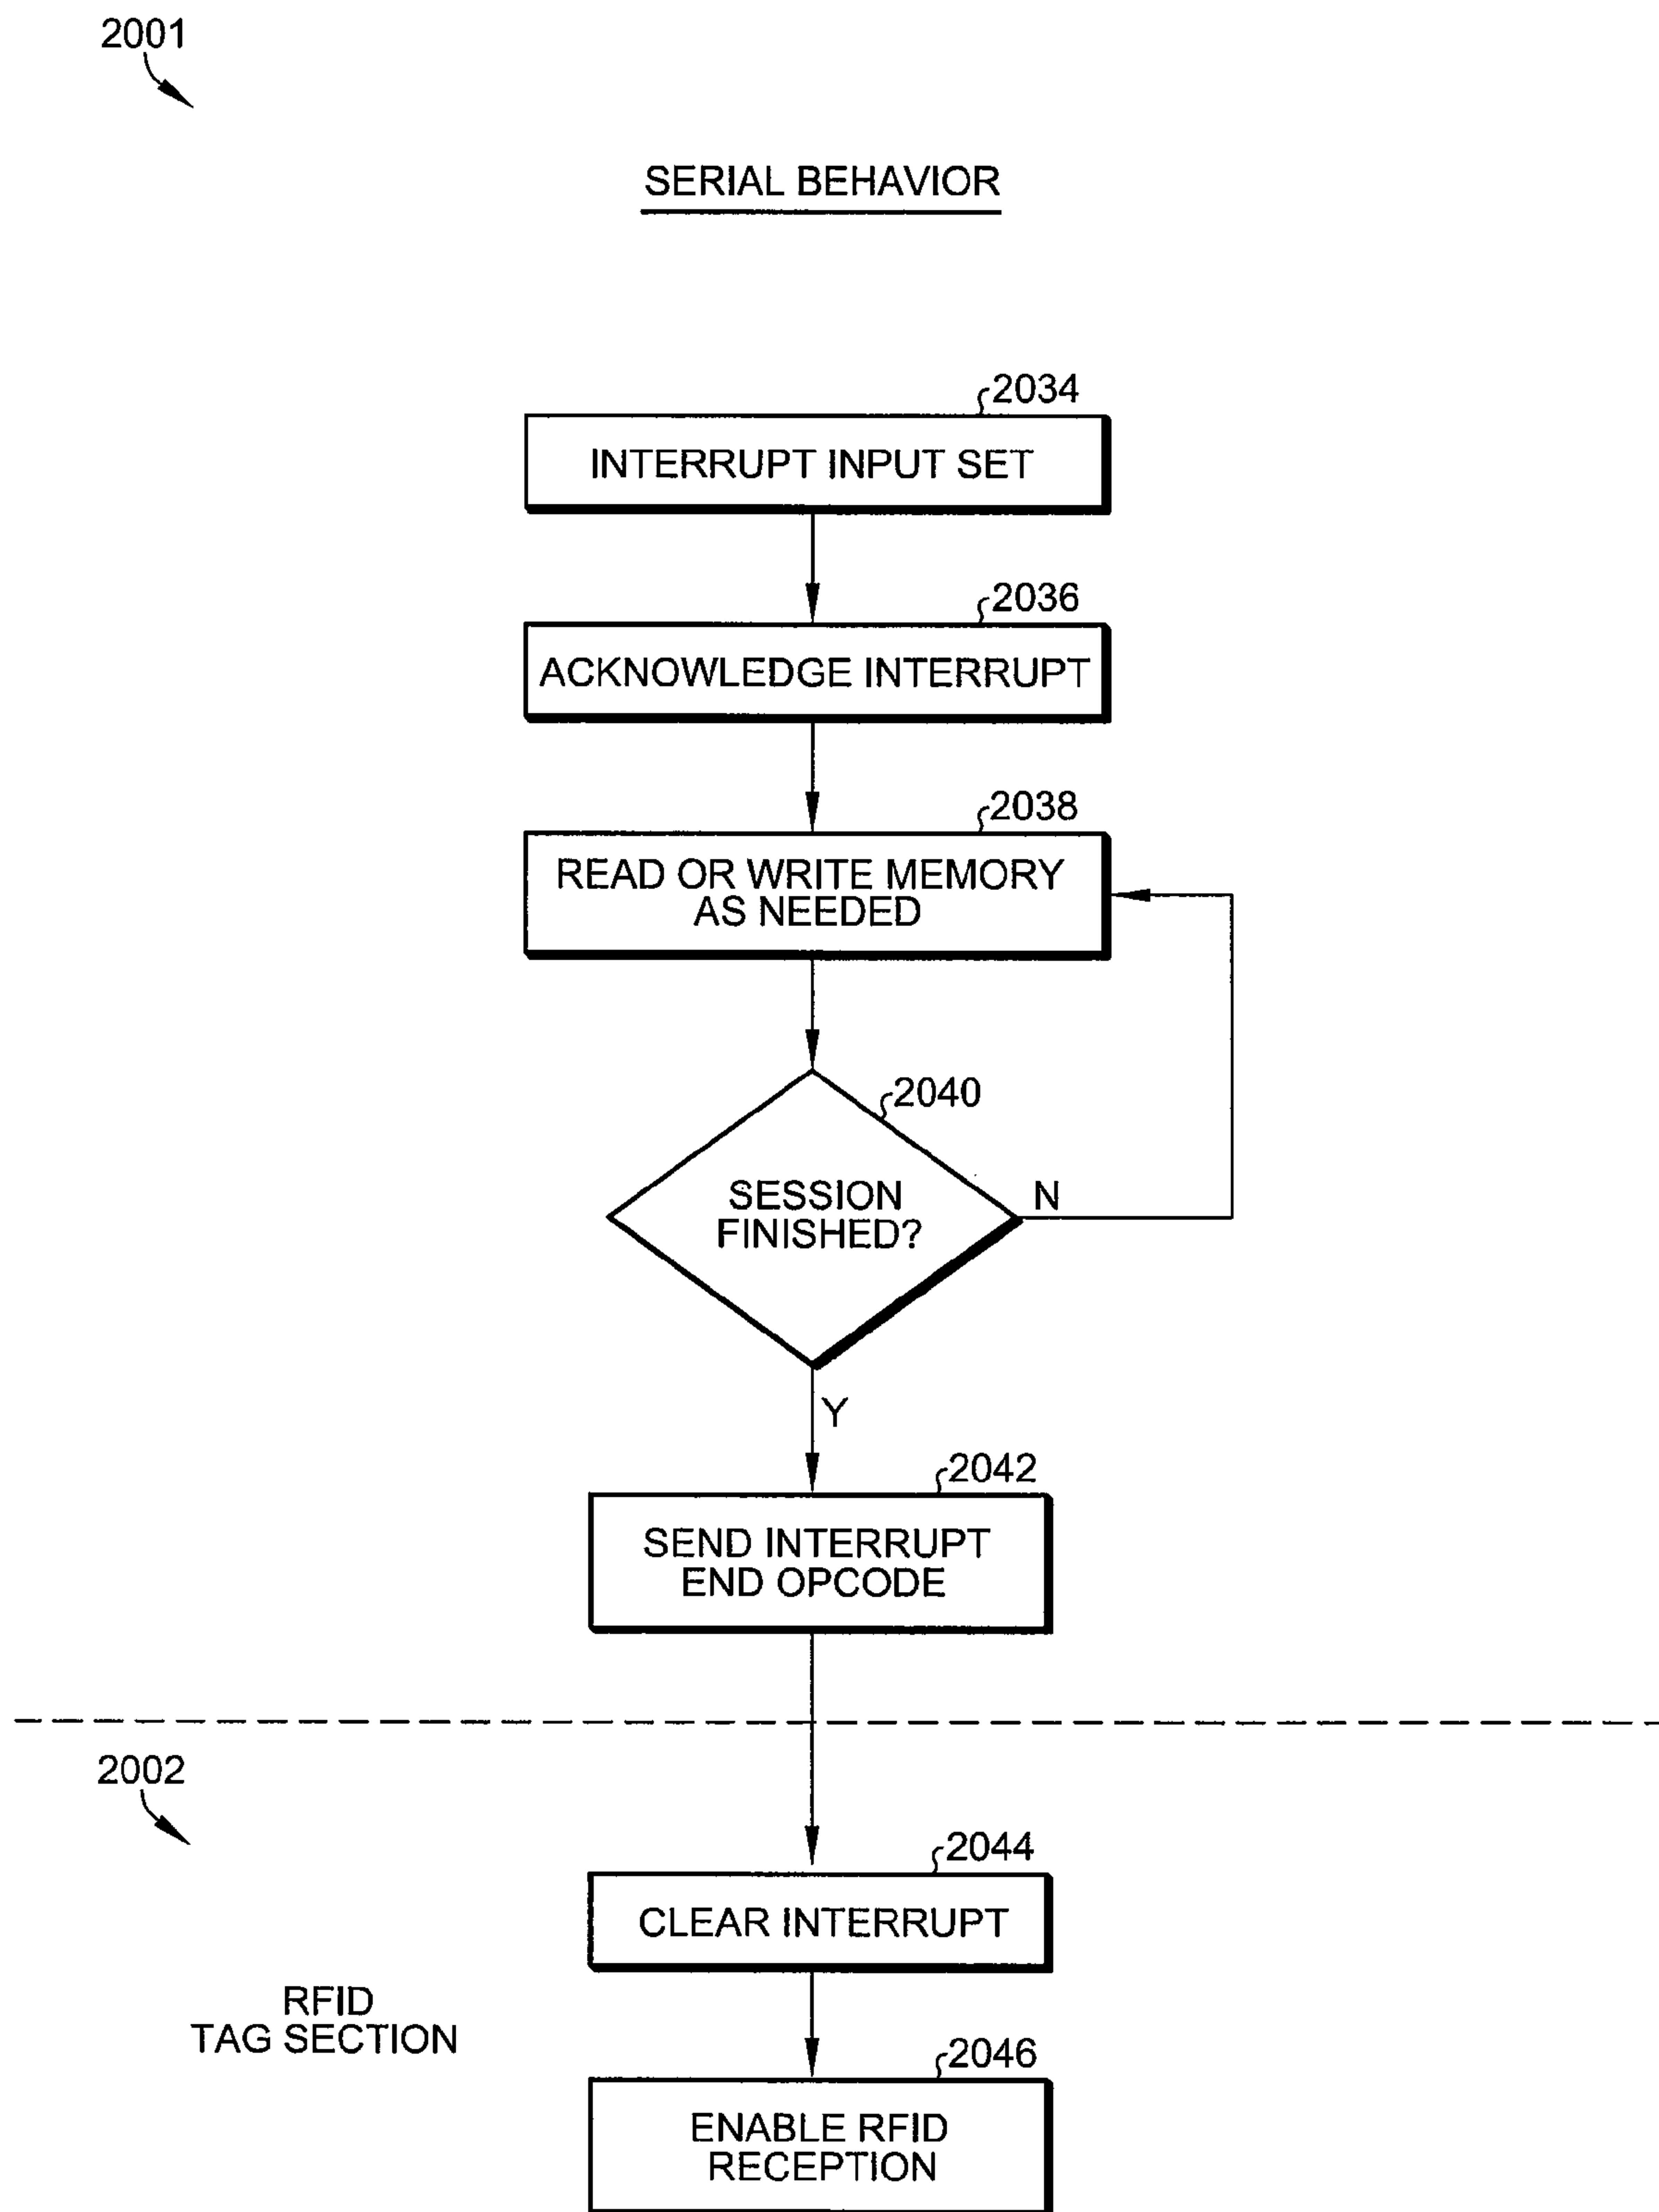 2001
SERIAL BEHAVIOR
2034
INTERRUPT INPUT SET
2036
ACKNOWLEDGE INTERRUPT
2038
READ OR WRITE MEMORY
AS NEEDED
2040
SESSION
FINISHED?
N
Y
2042
SEND INTERRUPT
END OPCODE
2002
2044
CLEAR INTERRUPT
RFID
TAG SECTION
2046
ENABLE RFID
RECEPTION